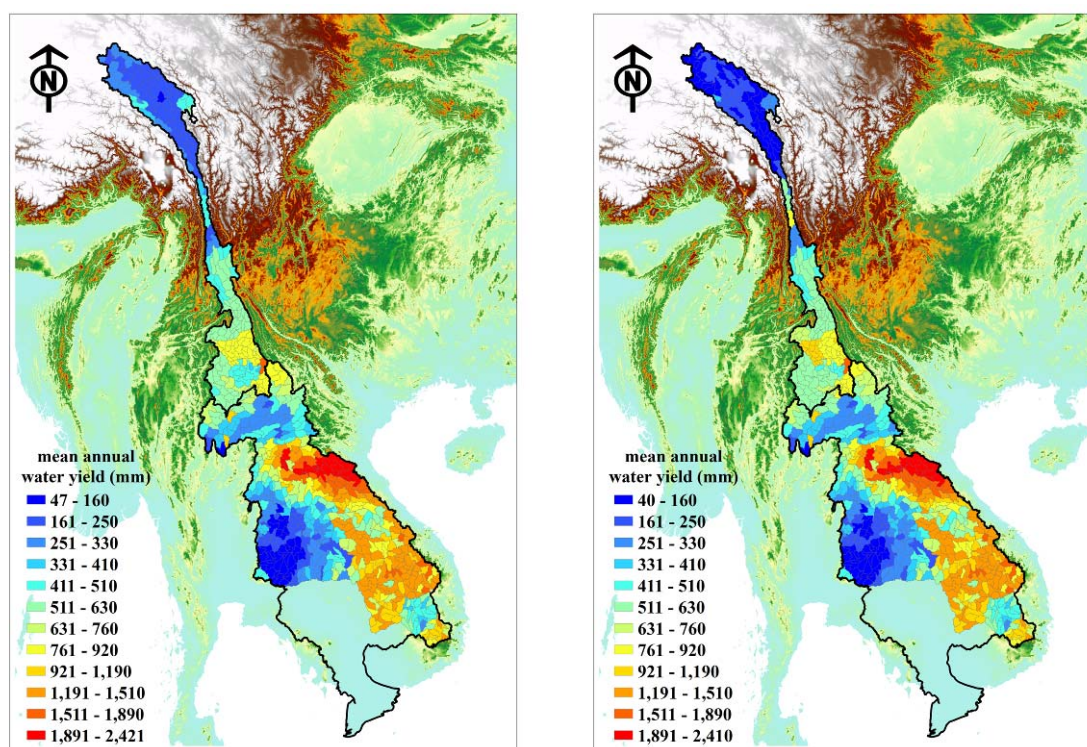 N
mean annual
water yield (mm)
47 - 160
161 - 250
251 - 330
331 - 410
411 - 510
511 - 630
631 - 760
761 - 920
921 - 1,190
1,191 - 1,510
1,511 - 1,890
1,891 - 2,421
N
mean annual
water yield (mm)
40 - 160
161 - 250
251 - 330
331 - 410
411 - 510
511 - 630
631 - 760
761 - 920
921 - 1,190
1,191 - 1,510
1,511 - 1,890
1,891 - 2,410